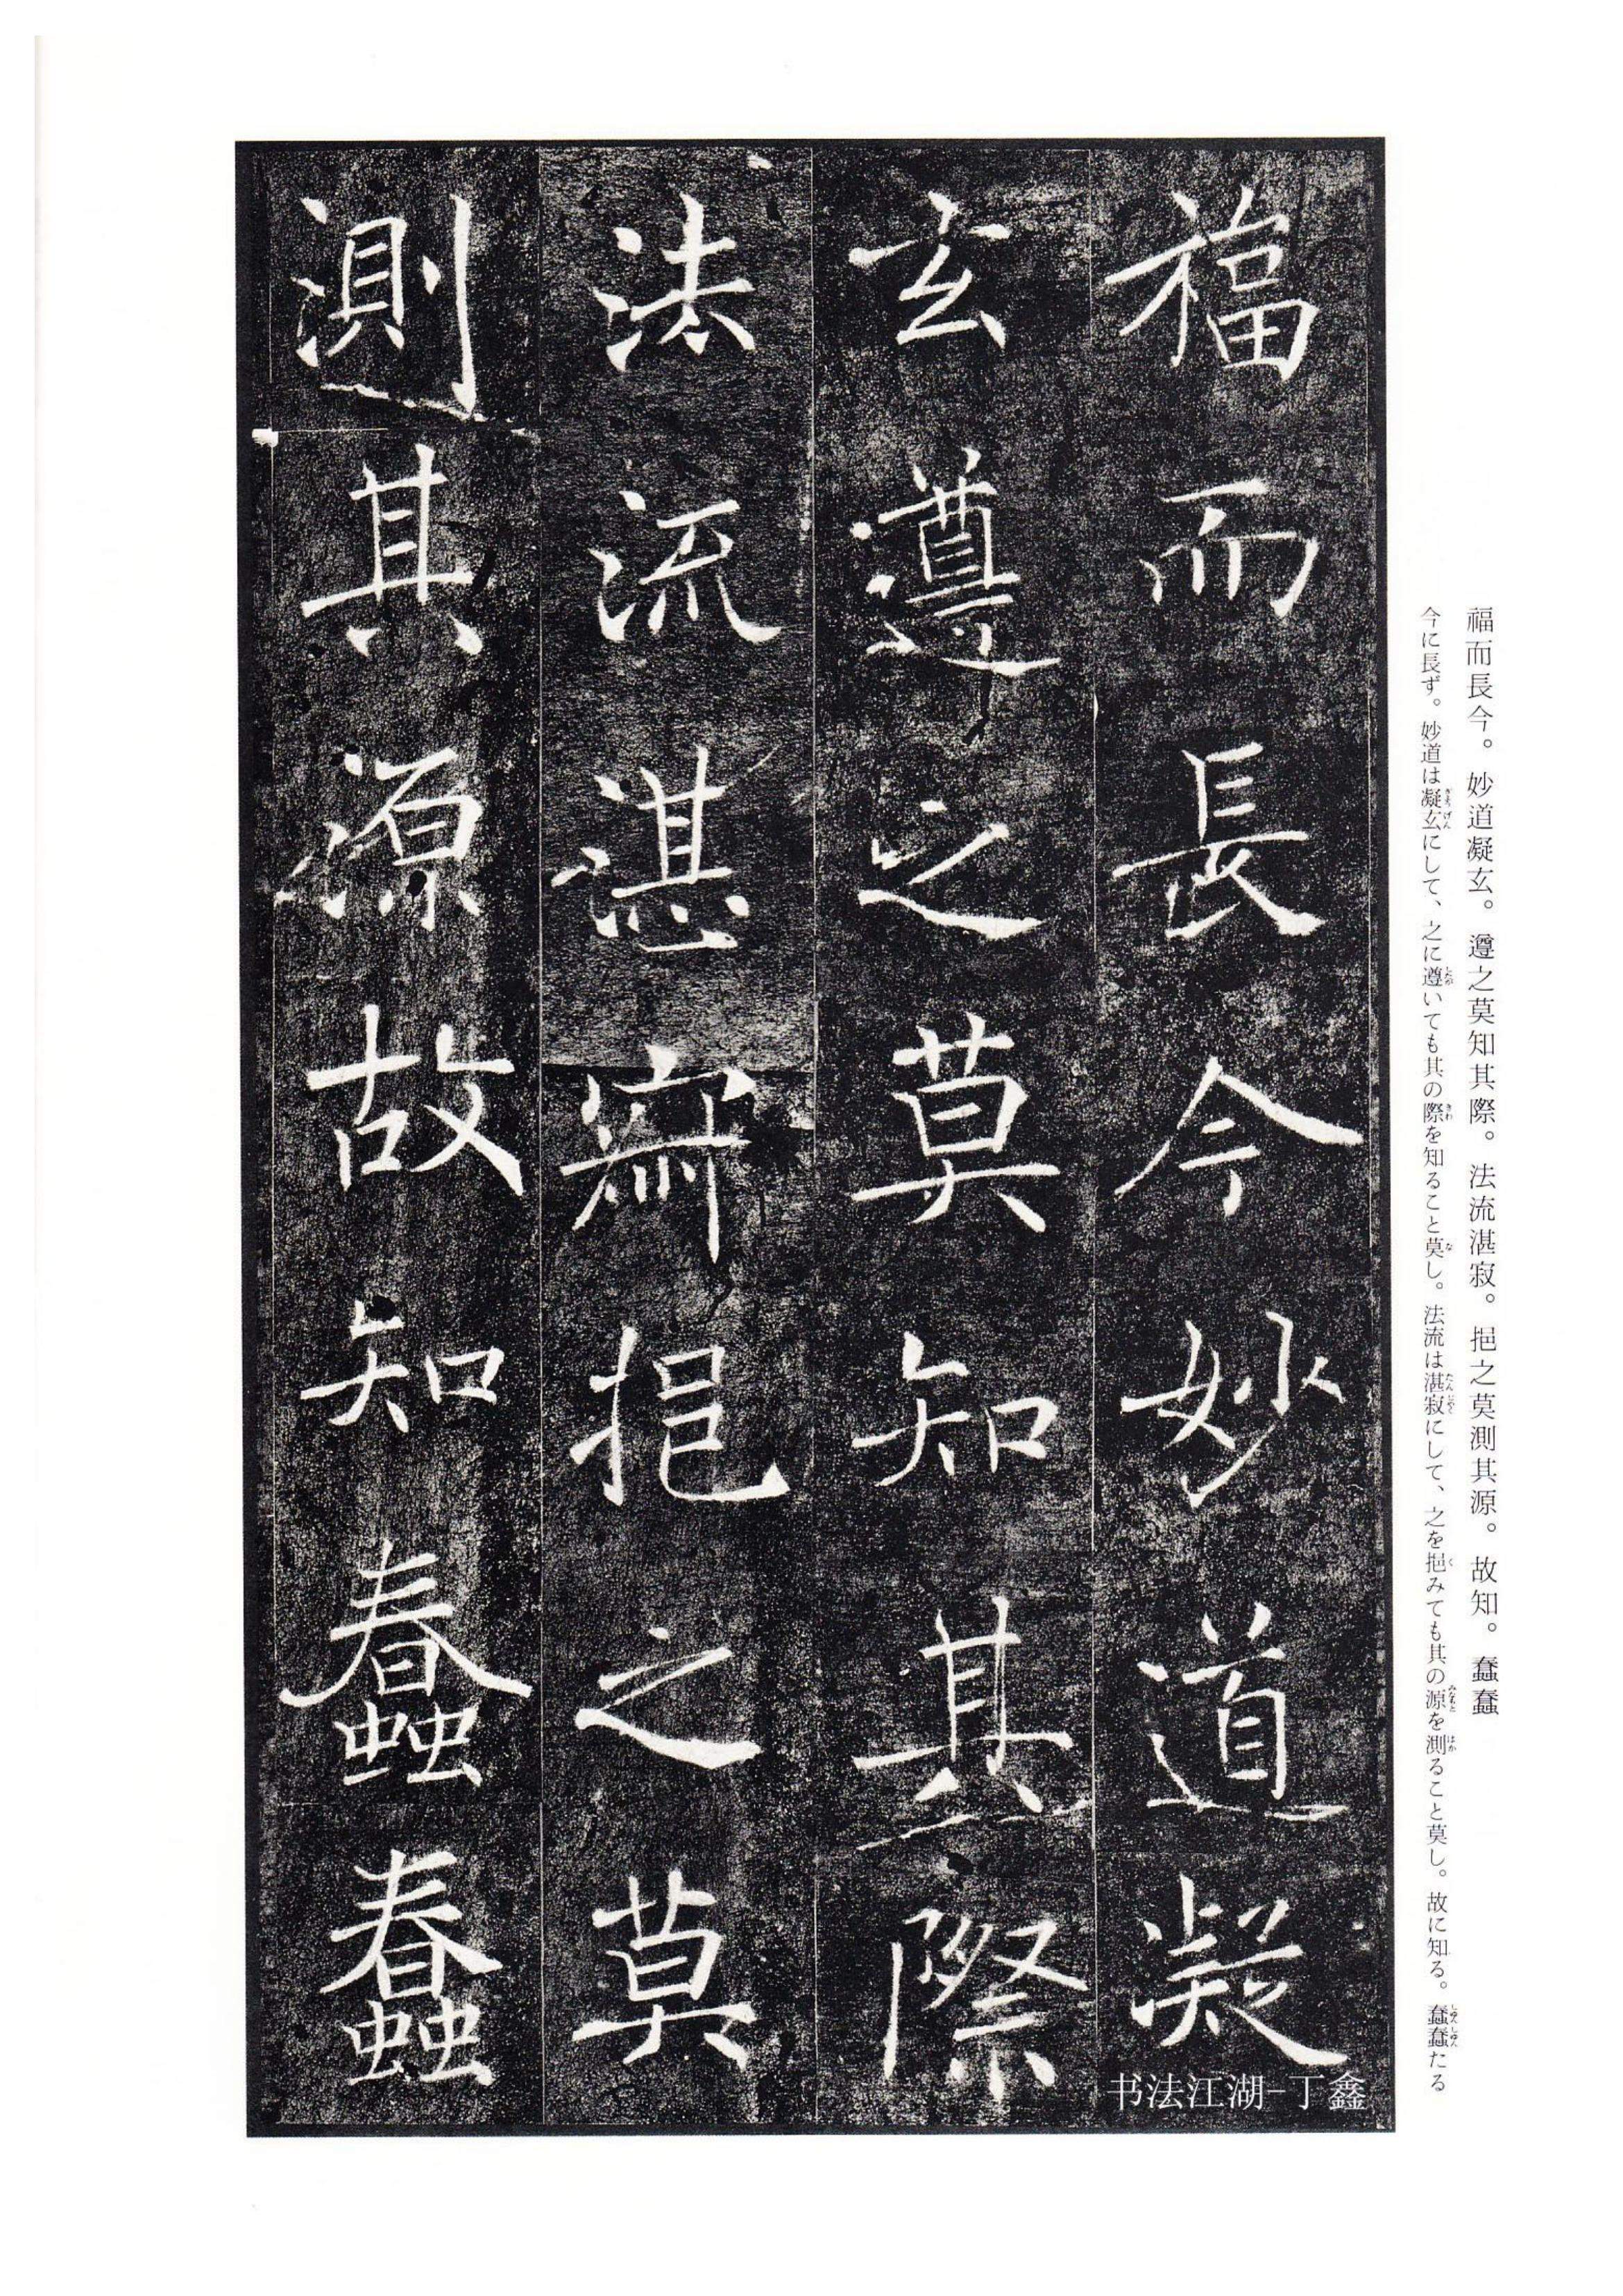 福而長今。妙道凝玄。遵之莫知其際。法流湛寂。挹之莫測其源。故知。蠢蠢
今に長ず。妙道は凝玄にして、之に遵いても其の際を知ること莫し。法流は湛寂にして、之を挹みても其の源を測ること莫し。故に知る。蠢蠢たる
福而長今妙道凝
玄遵之莫知其際
法流湛寂挹之莫
測其源故知蠢蠢
书法江湖-丁鑫